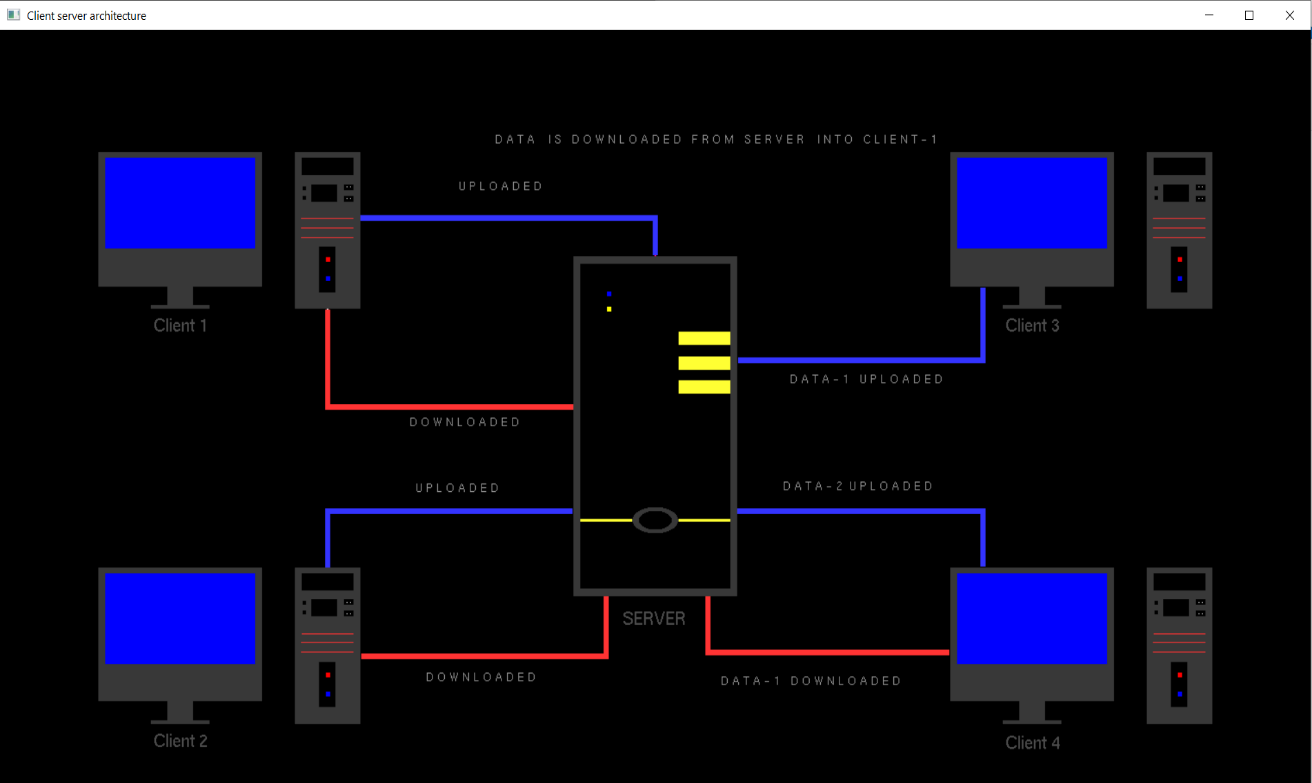 Client server architecture
DATA IS DOWNLOADED FROM SERVER INTO CLIENT-1
UPLOADED
Client 1
Client 3
DATA-1 UPLOADED
DOWNLOADED
UPLOADED
DATA-2 UPLOADED
SERVER
DOWNLOADED
DATA-1 DOWNLOADED
Client 2
Client 4